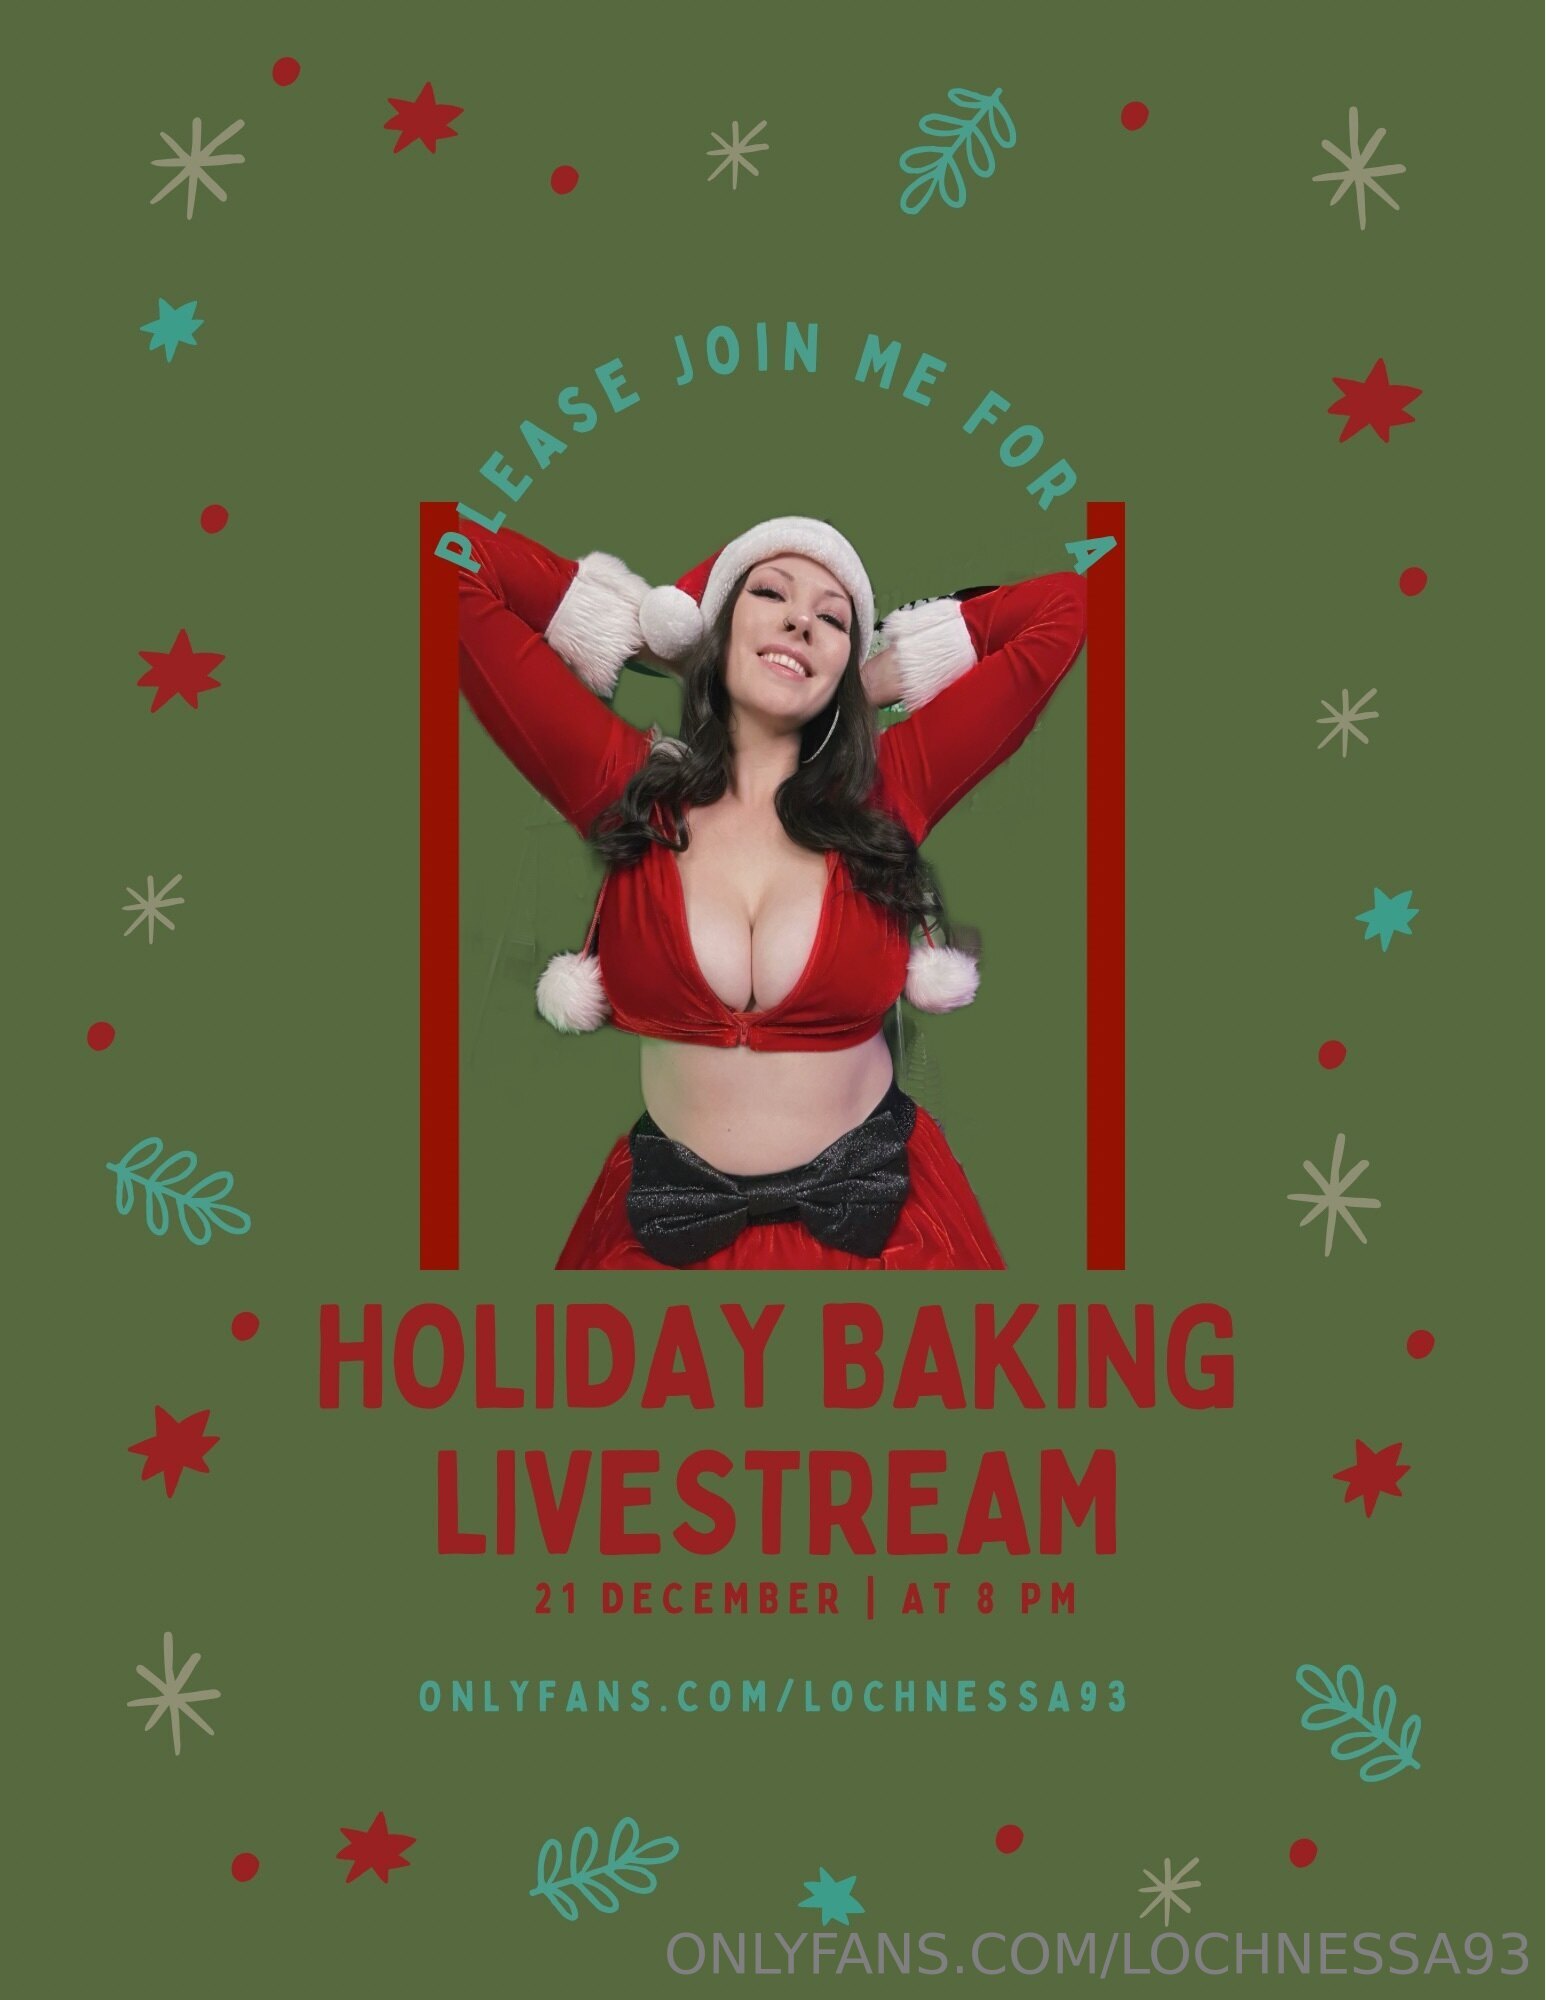 PLEASE JOIN ME FOR A
HOLIDAY BAKING
LIVESTREAM
21 DECEMBER | AT 8 PM
ONLYFANS.COM/LOCHNESSA93
ONLYFANS.COM/LOCHNESSA93